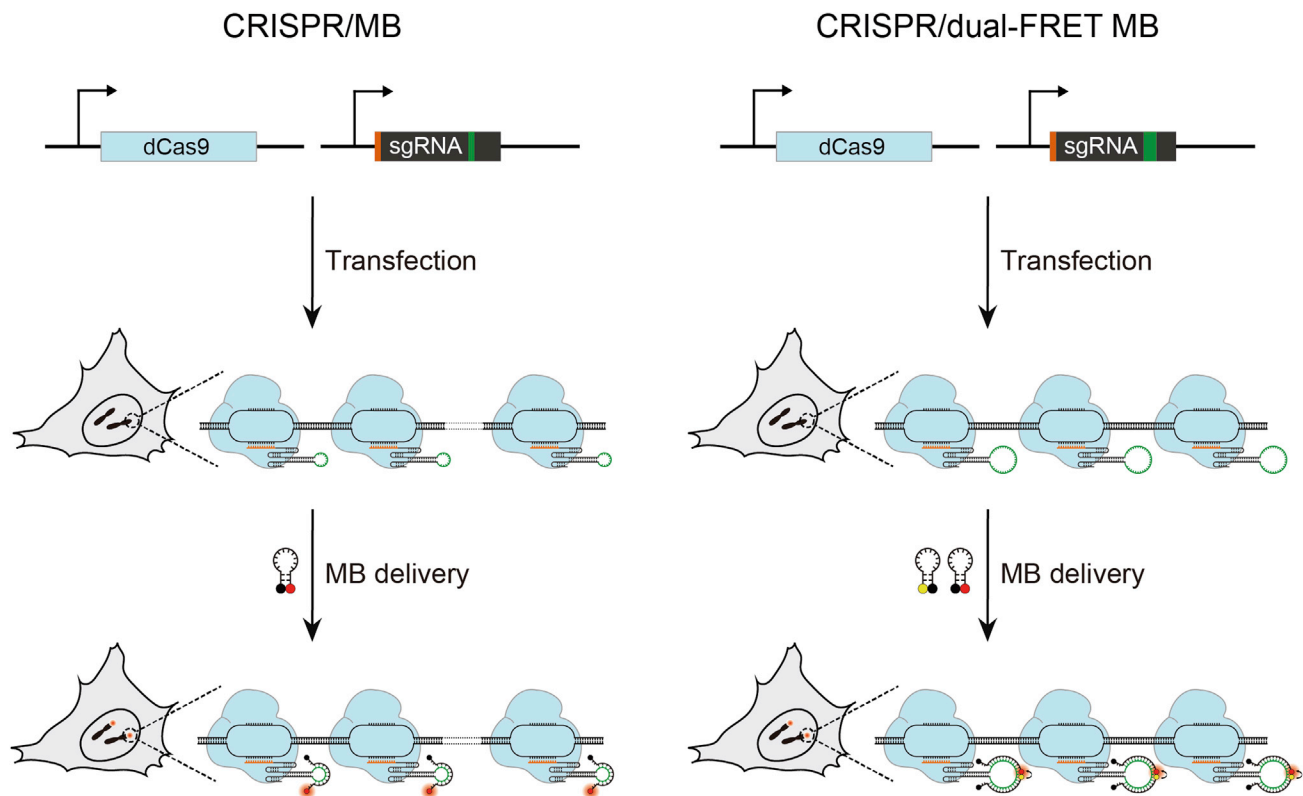 CRISPR/MB
CRISPR/dual-FRET MB
dCas9
sgRNA
dCas9
sgRNA
Transfection
Transfection
MB delivery
MB delivery